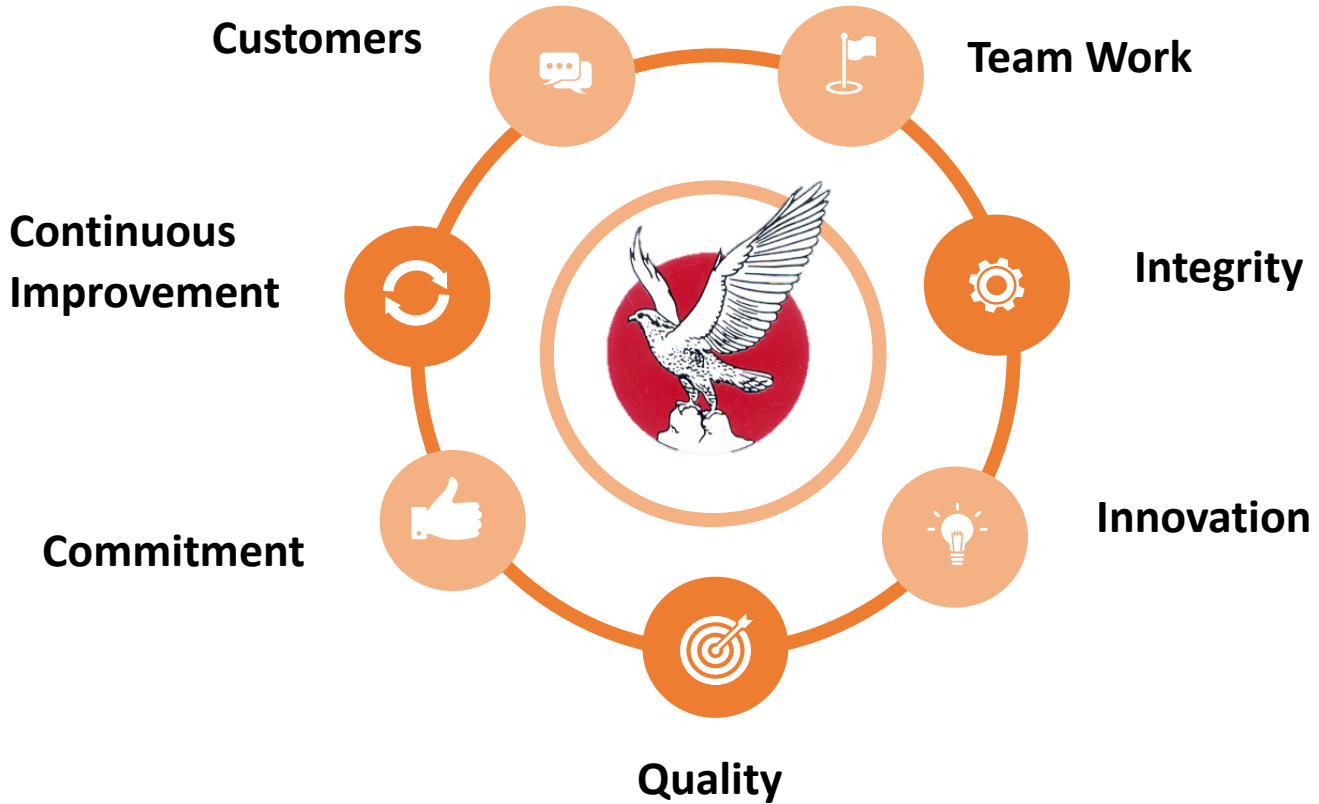 Customers
Team Work
Continuous
Improvement
Integrity
Commitment
Innovation
Quality